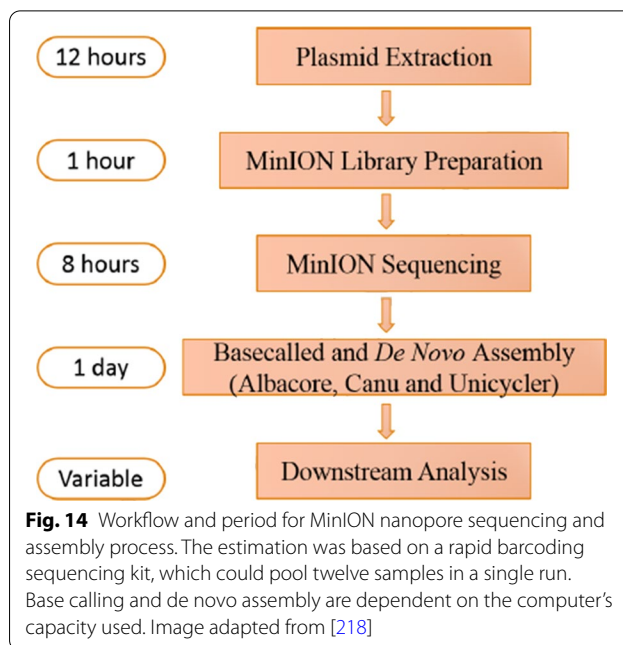 12 hours
Plasmid Extraction
1 hour
MinION Library Preparation
8 hours
MinION Sequencing
1 day
Basecalled and De Novo Assembly
(Albacore, Canu and Unicycler)
Variable
Downstream Analysis
Fig. 14 Workflow and period for MinION nanopore sequencing and
assembly process. The estimation was based on a rapid barcoding
sequencing kit, which could pool twelve samples in a single run.
Base calling and de novo assembly are dependent on the computer's
capacity used. Image adapted from [218]